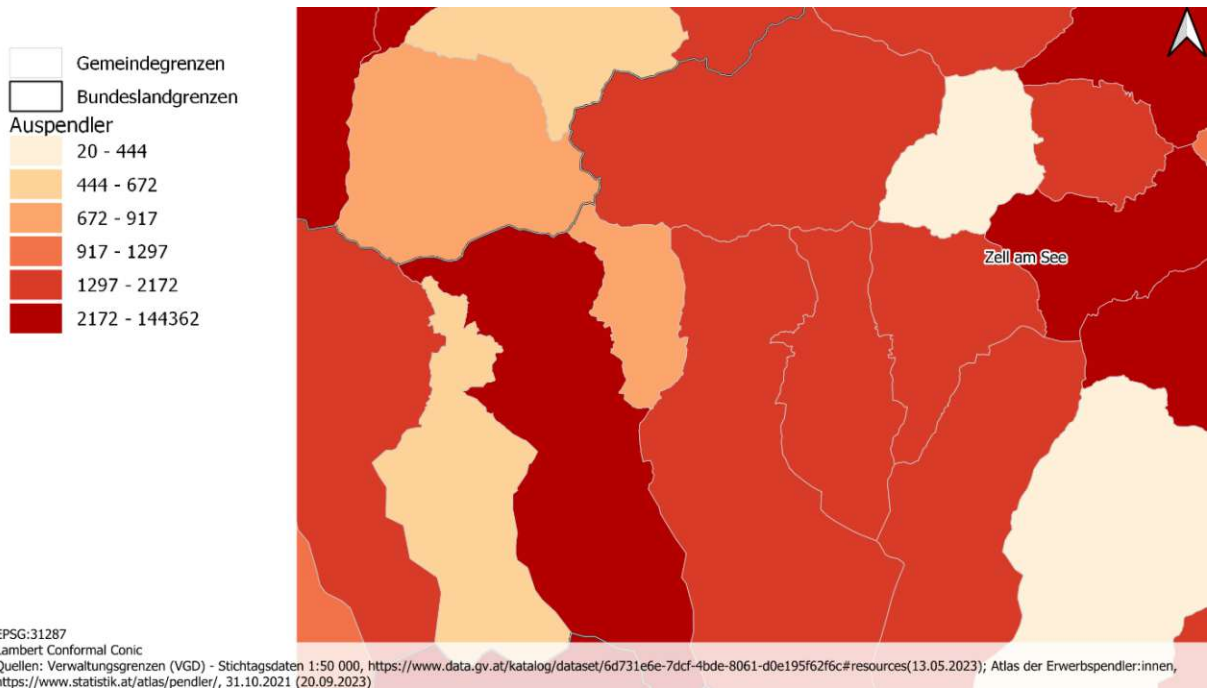 Gemeindegrenzen
Bundeslandgrenzen
Auspendler
20 - 444
444 - 672
672 - 917
917 - 1297
1297 - 2172
2172 - 144362
Zell am See
EPSG:31287
Lambert Conformal Conic
Quellen: Verwaltungsgrenzen (VGD) - Stichtagsdaten 1:50 000, https://www.data.gv.at/katalog/dataset/6d731e6e-7dcf-4bde-8061-d0e195f62f6c#resources(13.05.2023); Atlas der Erwerbspendler:innen,
https://www.statistik.at/atlas/pendler/, 31.10.2021 (20.09.2023)